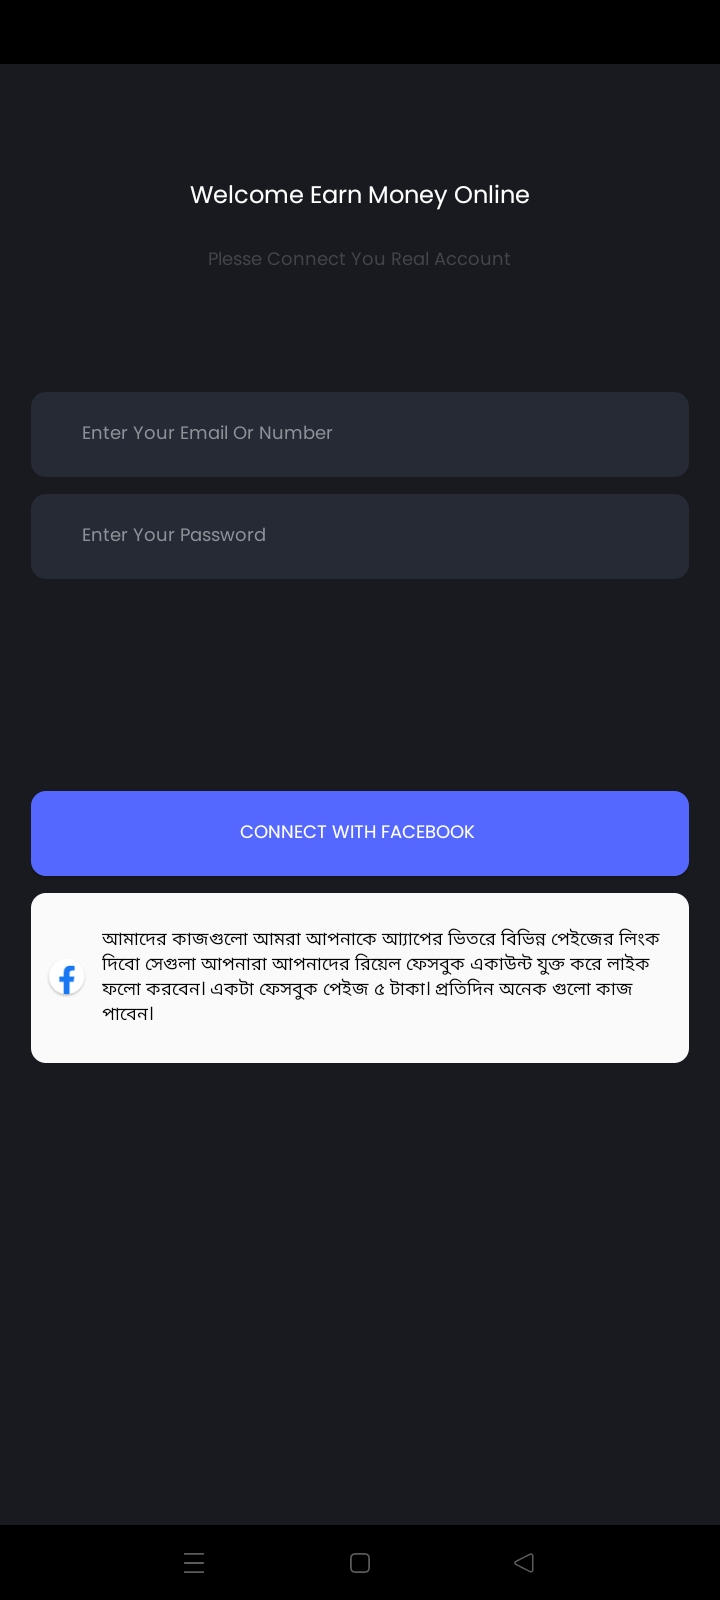 Welcome Earn Money Online
Plesse Connect You Real Account
Enter Your Email Or Number
Enter Your Password
CONNECT WITH FACEBOOK
আমাদের কাজগুলো আমরা আপনাকে আ্যাপের ভিতরে বিভিন্ন পেইজের লিংক
দিবো সেগুলা আপনারা আপনাদের রিয়েল ফেসবুক একাউন্ট যুক্ত করে লাইক
ফলো করবেন। একটা ফেসবুক পেইজ ৫ টাকা। প্রতিদিন অনেক গুলো কাজ
পাবেন।